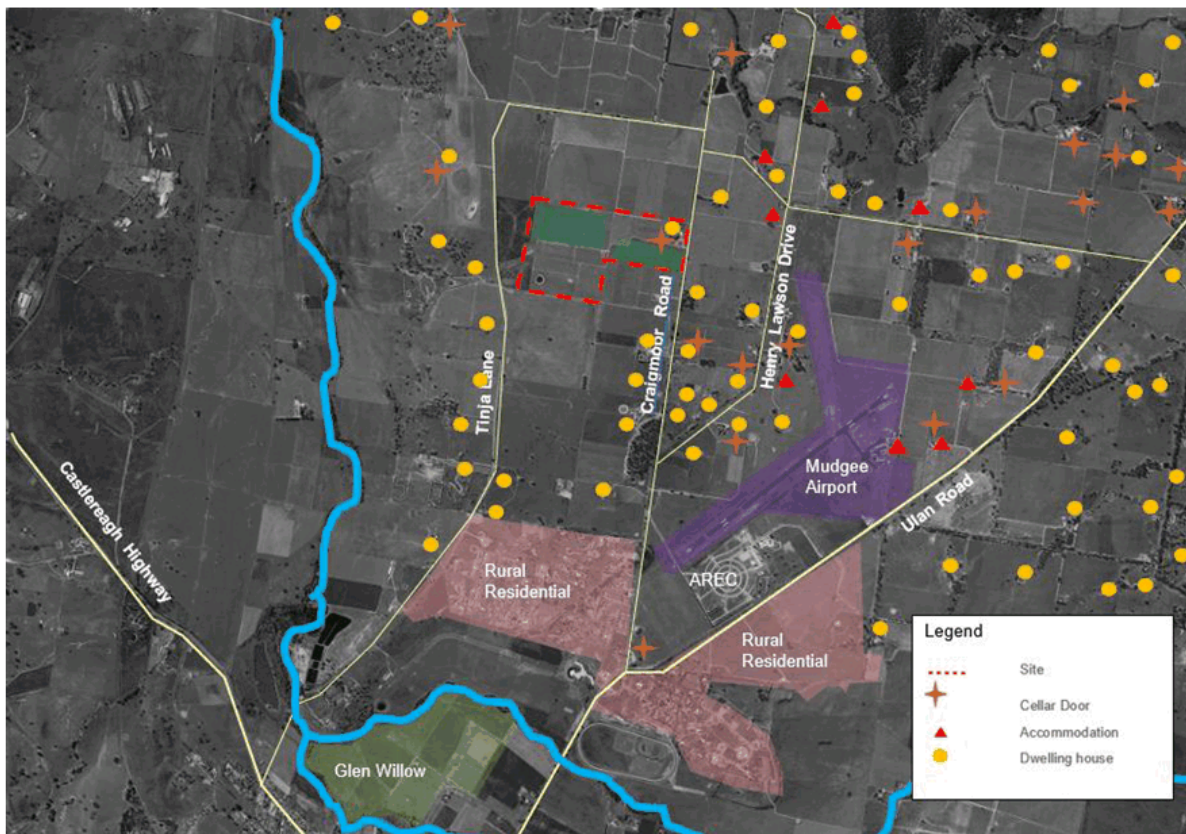 Castlereagh Highway
Tinja Lane
Craigmoor Road
Henry Lawson Drive
Mudgee
Airport
Ulan Road
AREC
Rural
Residential
Rural
Residential
Glen Willow
Legend
Site
Cellar Door
Accommodation
Dwelling house